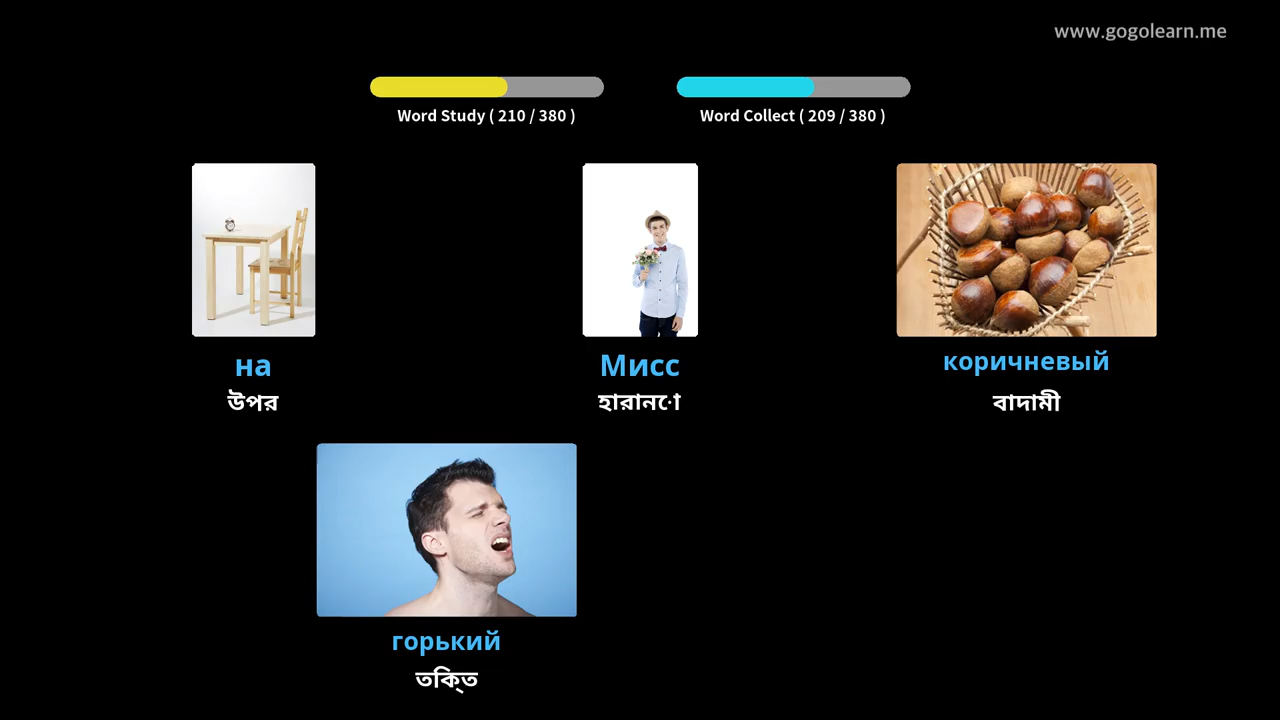 www.gogolearn.me
Word Study ( 210 / 380 )
Word Collect ( 209 / 380 )
на
উপর
Мисс
হারানো
коричневый
বাদামী
горький
তিক্ত